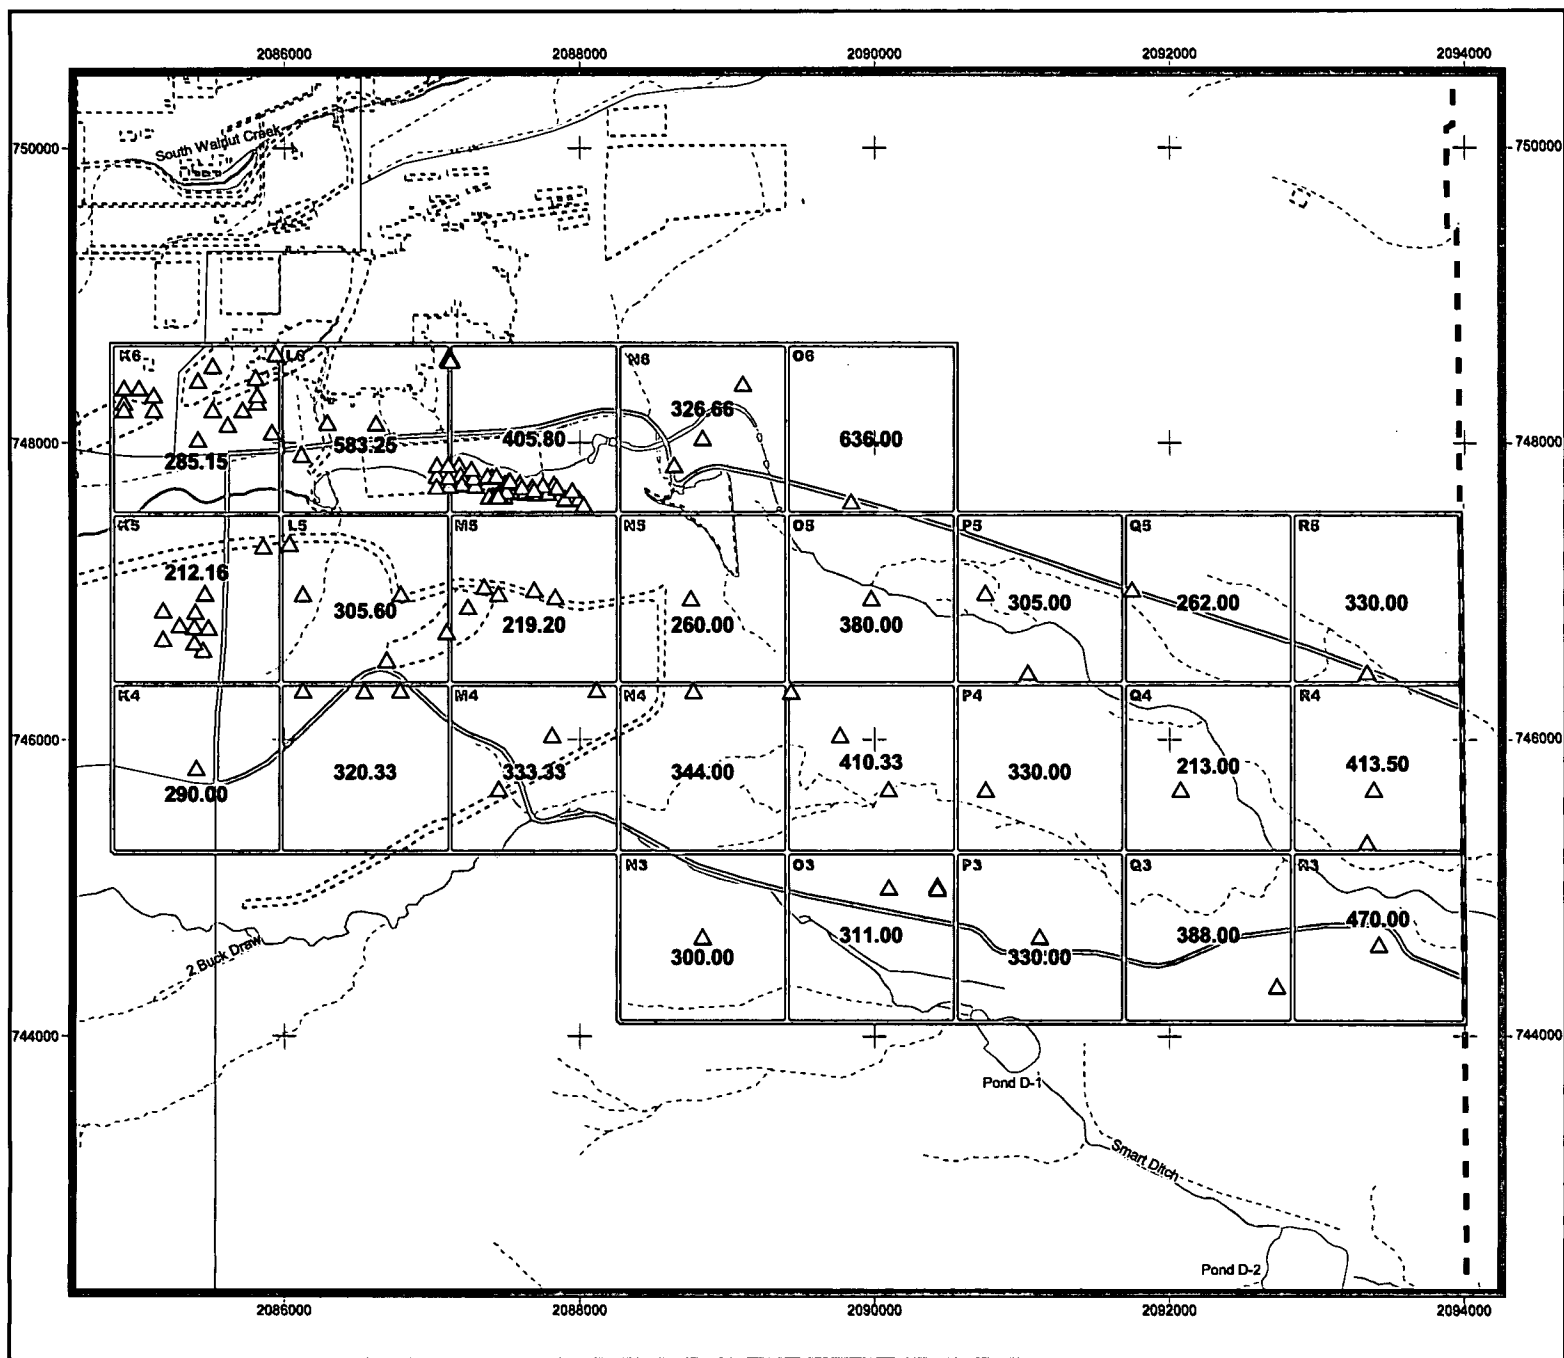 2086000 2088000 2090000 2092000 2094000
750000 750000
South Walnut Creek
K6 L6 N6 O6
326.66
748000 285.15 583.25 405.80 636.00 748000
K5 L5 M5 N5 O5 P5 Q5 R5
212.16 305.60 219.20 260.00 380.00 305.00 262.00 330.00
K4 M4 N4 P4 Q4 R4
746000 746000
290.00 320.33 333.33 344.00 410.33 330.00 213.00 413.50
N3 O3 P3 Q3 R3
300.00 311.00 330.00 388.00 470.00
2 Buck Draw
744000 744000
Pond D-1
Smart Ditch
Pond D-2
2086000 2088000 2090000 2092000 2094000